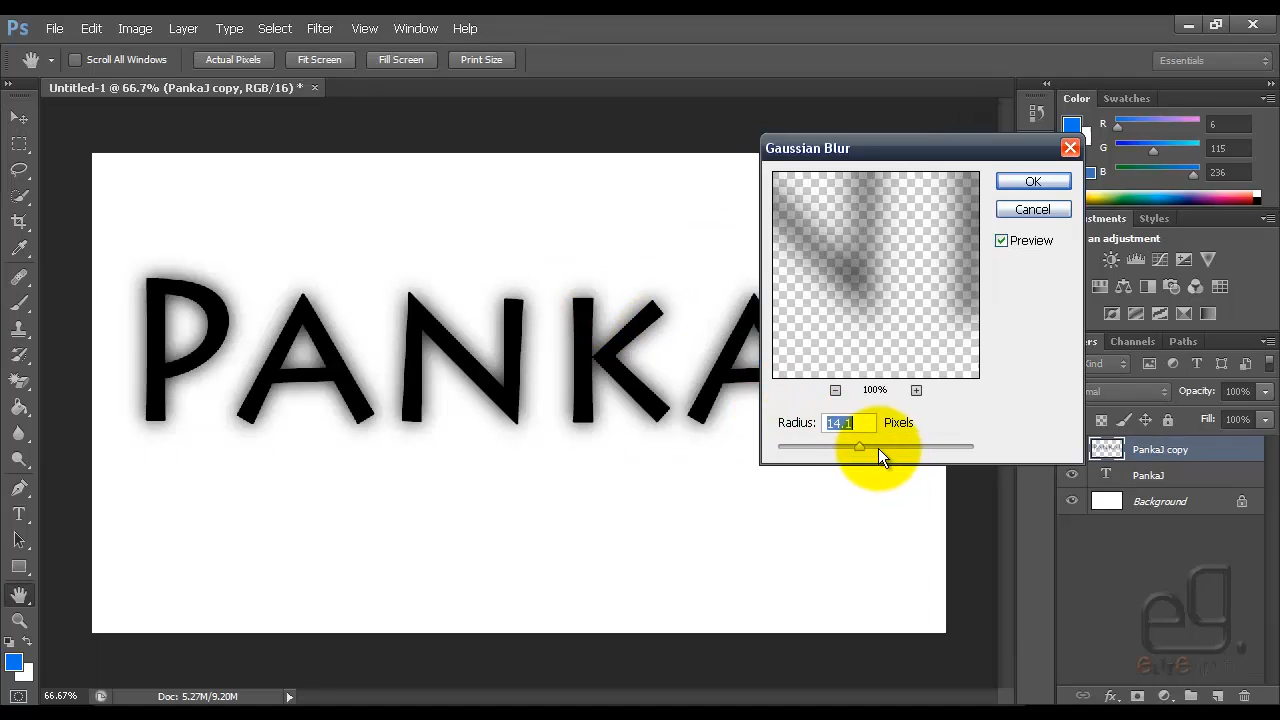 Ps File Edit Image Layer Type Select Filter View Window Help
Scroll All Windows Actual Pixels Fit Screen Fill Screen Print Size Essentials
Untitled-1 @ 66.7% (PankaJ copy, RGB/16) * ×
Color Swatches
R 6
G 115
B 236
Gaussian Blur
OK
Cancel
Preview
100%
Radius: 14.1 Pixels
PANKA
Styles
an adjustment
Channels Paths
Kind
Opacity: 100%
Fill: 100%
PankaJ copy
T PankaJ
Background
eg.
66.67% Doc: 5.27M/9.20M
fx